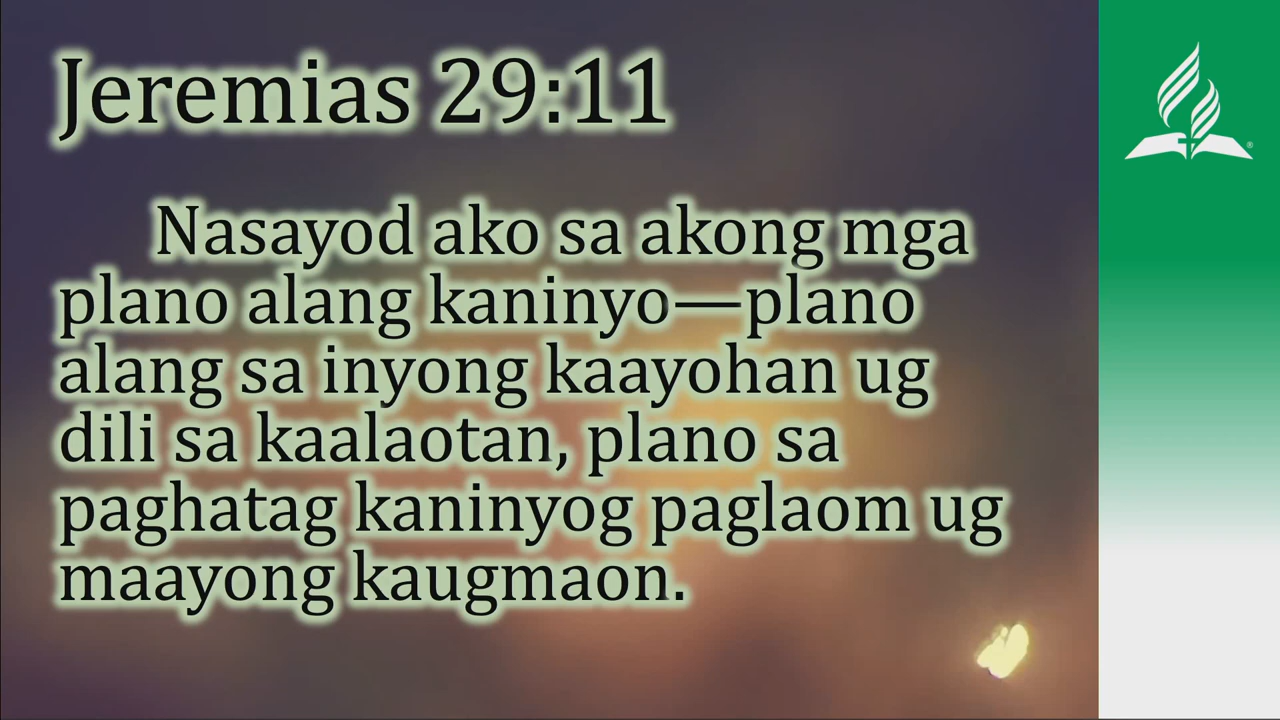 Jeremias 29:11
Nasayod ako sa akong mga
plano alang kaninyo—plano
alang sa inyong kaayohan ug
dili sa kaalaotan, plano sa
paghatag kaninyog paglaom ug
maayong kaugmaon.
®